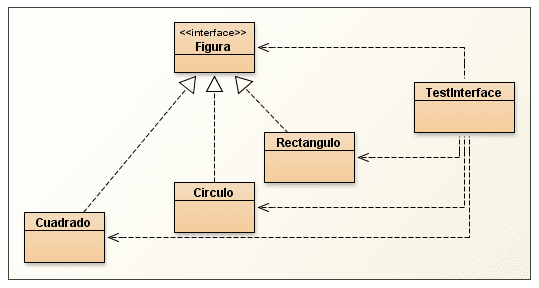 <<interface>>
Figura
TestInterface
Rectangulo
Circulo
Cuadrado